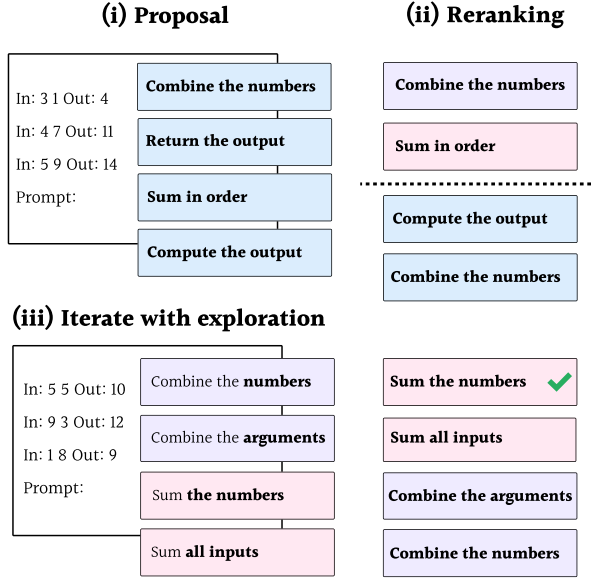 (i) Proposal
In: 3 1 Out: 4
In: 4 7 Out: 11
In: 5 9 Out: 14
Prompt:
Combine the numbers
Return the output
Sum in order
Compute the output
(ii) Reranking
Combine the numbers
Sum in order
Compute the output
Combine the numbers
(iii) Iterate with exploration
In: 5 5 Out: 10
In: 9 3 Out: 12
In: 1 8 Out: 9
Prompt:
Combine the numbers
Combine the arguments
Sum the numbers
Sum all inputs
Sum the numbers
Sum all inputs
Combine the arguments
Combine the numbers